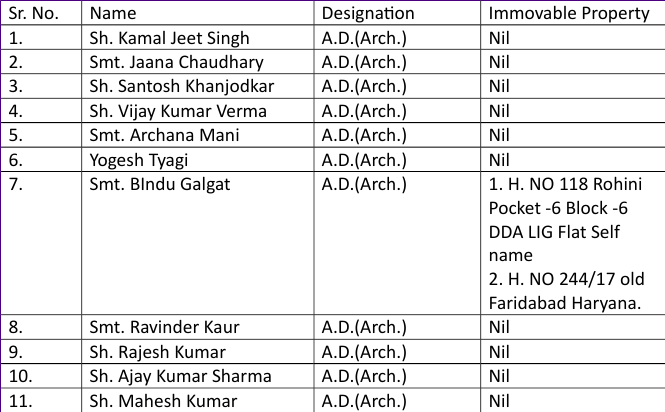 Sr. No. Name Designation Immovable Property
1. Sh. Kamal Jeet Singh A.D.(Arch.) Nil
2. Smt. Jaana Chaudhary A.D.(Arch.) Nil
3. Sh. Santosh Khanjodkar A.D.(Arch.) Nil
4. Sh. Vijay Kumar Verma A.D.(Arch.) Nil
5. Smt. Archana Mani A.D.(Arch.) Nil
6. Yogesh Tyagi A.D.(Arch.) Nil
7. Smt. BIndu Galgat A.D.(Arch.) 1. H. NO 118 Rohini
Pocket -6 Block -6
DDA LIG Flat Self
name
2. H. NO 244/17 old
Faridabad Haryana.
8. Smt. Ravinder Kaur A.D.(Arch.) Nil
9. Sh. Rajesh Kumar A.D.(Arch.) Nil
10. Sh. Ajay Kumar Sharma A.D.(Arch.) Nil
11. Sh. Mahesh Kumar A.D.(Arch.) Nil